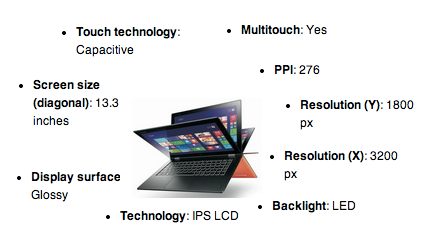 Touch technology:
Capacitive
Multitouch: Yes
PPI: 276
Screen size
(diagonal): 13.3
inches
Resolution (Y): 1800
px
Resolution (X): 3200
px
Display surface
Glossy
Backlight: LED
Technology: IPS LCD